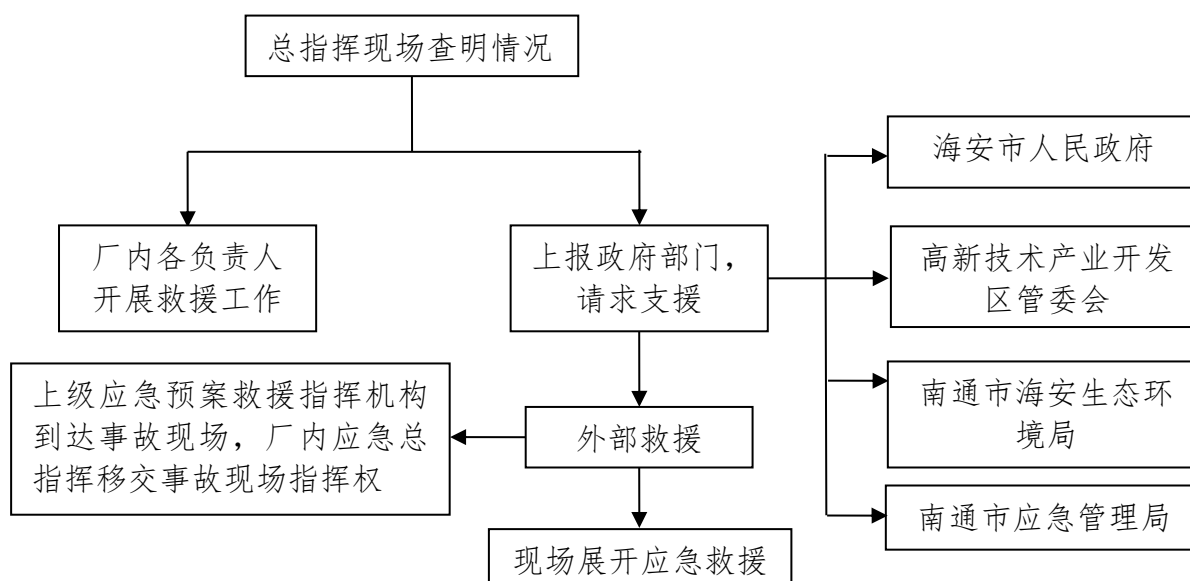 总指挥现场查明情况
海安市人民政府
厂内各负责人
开展救援工作
上报政府部门，
请求支援
高新技术产业开发
区管委会
上级应急预案救援指挥机构
到达事故现场，厂内应急总
指挥移交事故现场指挥权
外部救援
南通市海安生态环
境局
南通市应急管理局
现场展开应急救援